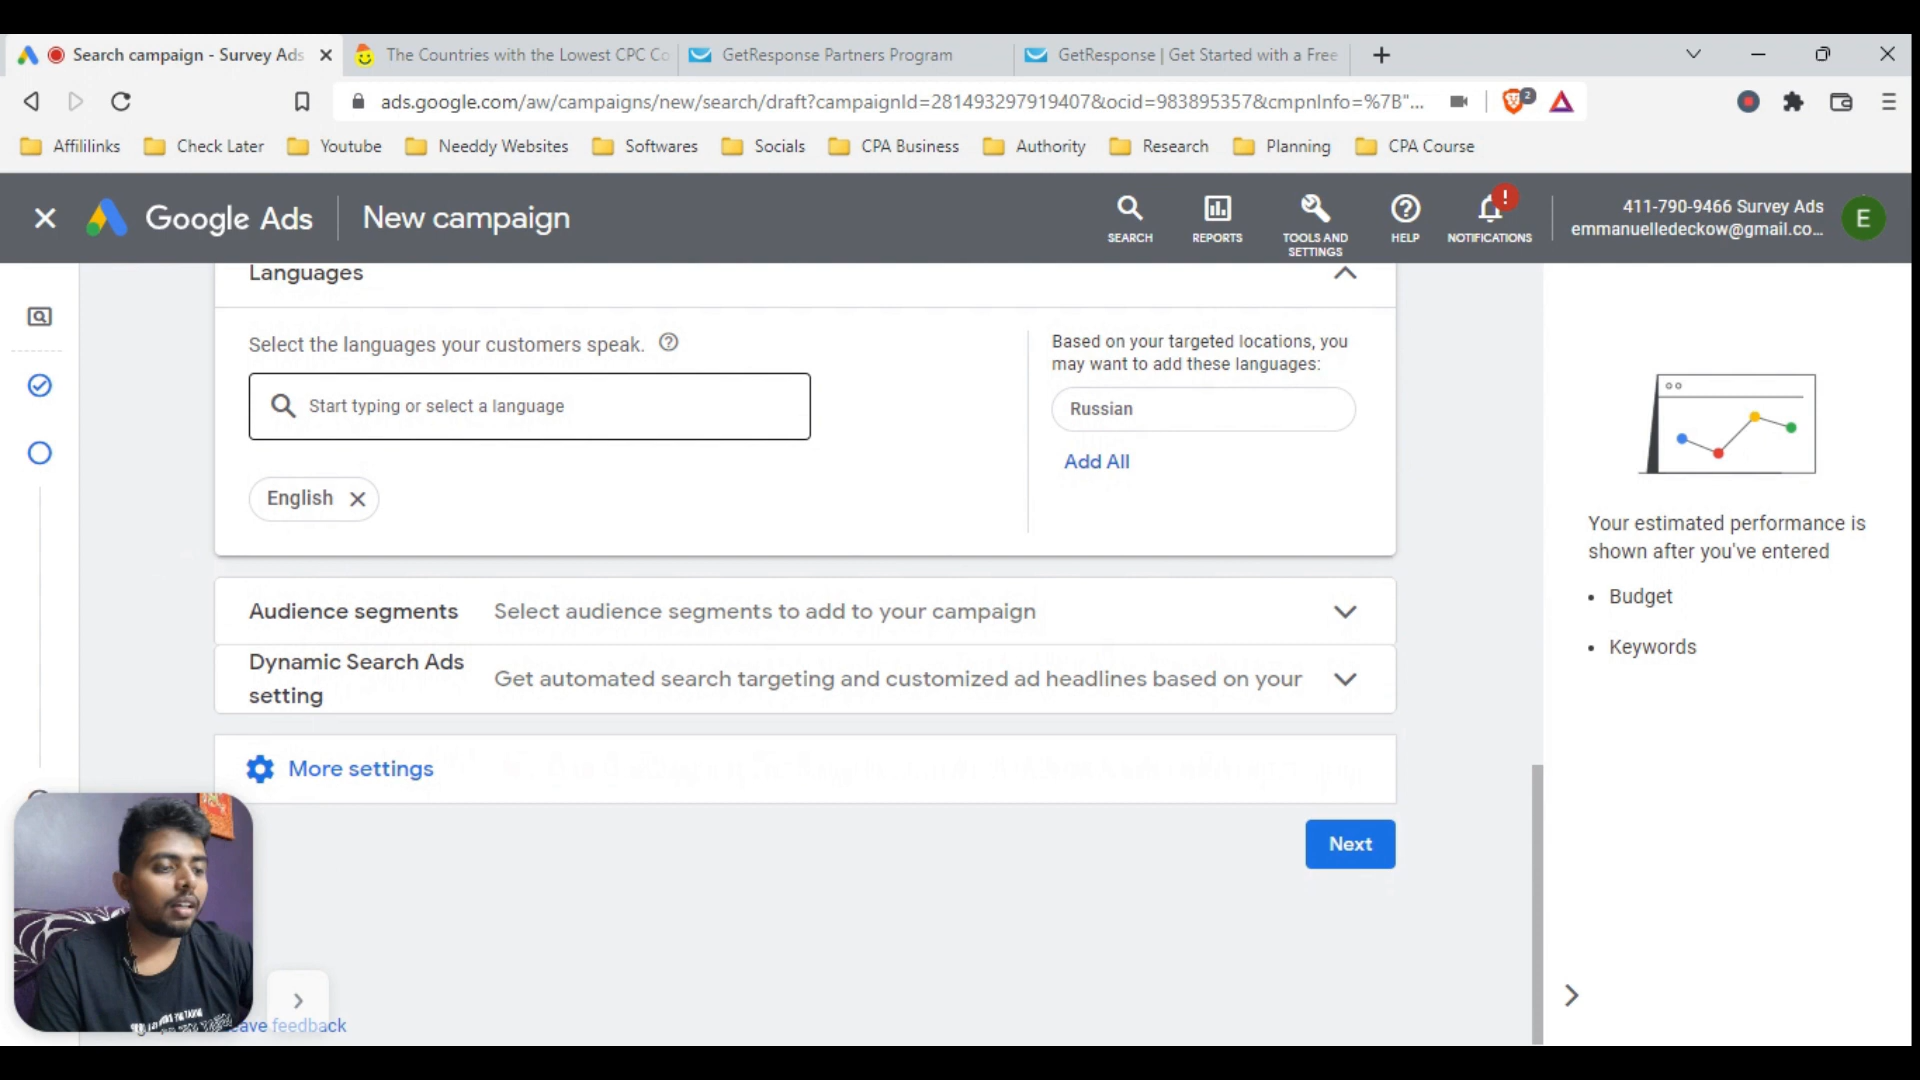 Search campaign - Survey Ads
The Countries with the Lowest CPC Co
GetResponse Partners Program
GetResponse | Get Started with a Free
ads.google.com/aw/campaigns/new/search/draft?campaignId=281493297919407&ocid=983895357&cmpnInfo=%7B"...
2
Affililinks
Check Later
Youtube
Needdy Websites
Softwares
Socials
CPA Business
Authority
Research
Planning
CPA Course
Google Ads
New campaign
SEARCH
REPORTS
TOOLS AND
SETTINGS
HELP
!
NOTIFICATIONS
411-790-9466 Survey Ads
emmanuelledeckow@gmail.co...
E
Languages
Select the languages your customers speak.
Start typing or select a language
English
Based on your targeted locations, you
may want to add these languages:
Russian
Add All
Audience segments
Select audience segments to add to your campaign
Dynamic Search Ads
setting
Get automated search targeting and customized ad headlines based on your
More settings
Next
feedback
Your estimated performance is
shown after you've entered
• Budget
• Keywords